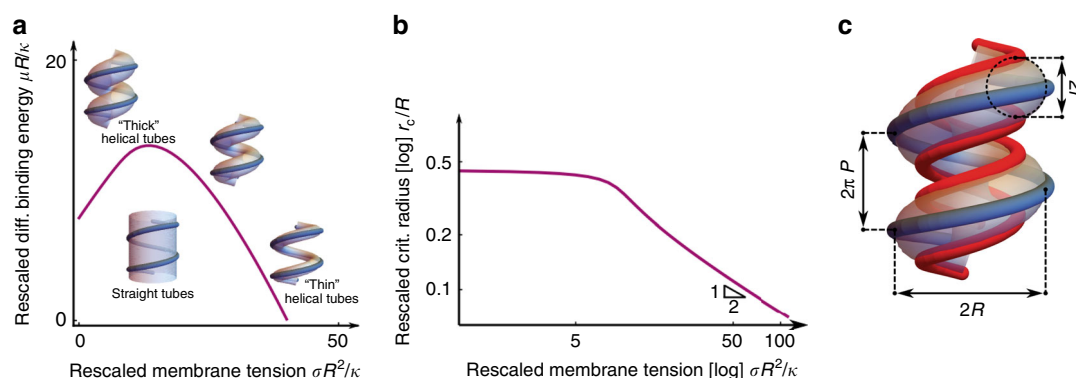 a
Rescaled diff. binding energy μR/κ
20
0
"Thick"
helical tubes
Straight tubes
"Thin"
helical tubes
0
50
Rescaled membrane tension σR²/κ
b
Rescaled crit. radius [log] r_c/R
0.5
0.2
0.1
1
2
5
50
100
Rescaled membrane tension [log] σR²/κ
c
2π P
2R